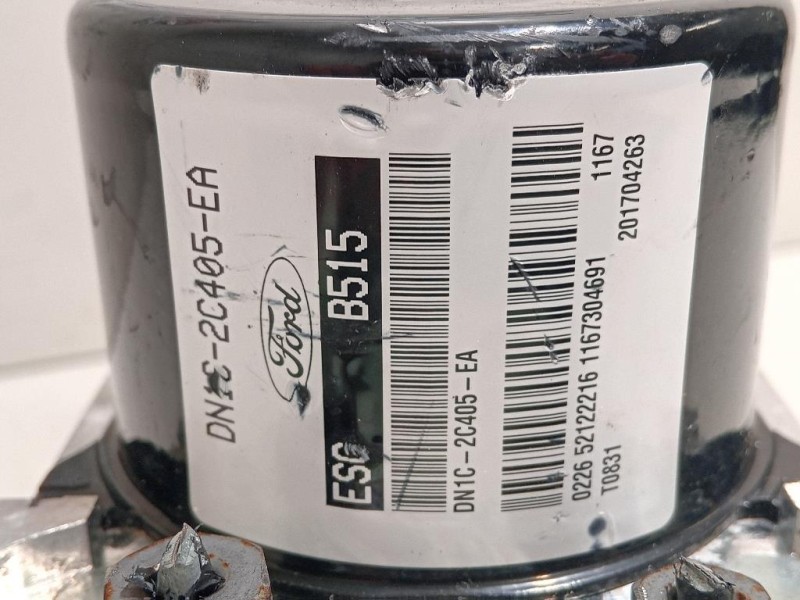 DN1C-2C405-EA
Ford
ESC B515
DN1C-2C405-EA
0226 52122216 1167304691
T0831
1167
201704263